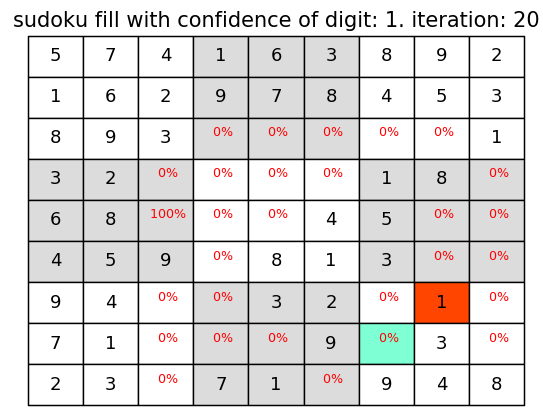 sudoku fill with confidence of digit: 1. iteration: 20
5 7 4 1 6 3 8 9 2
1 6 2 9 7 8 4 5 3
8 9 3 0% 0% 0% 0% 0% 1
3 2 0% 0% 0% 0% 1 8 0%
6 8 100% 0% 0% 4 5 0% 0%
4 5 9 0% 8 1 3 0% 0%
9 4 0% 0% 3 2 0% 1 0%
7 1 0% 0% 0% 9 0% 3 0%
2 3 0% 7 1 0% 9 4 8